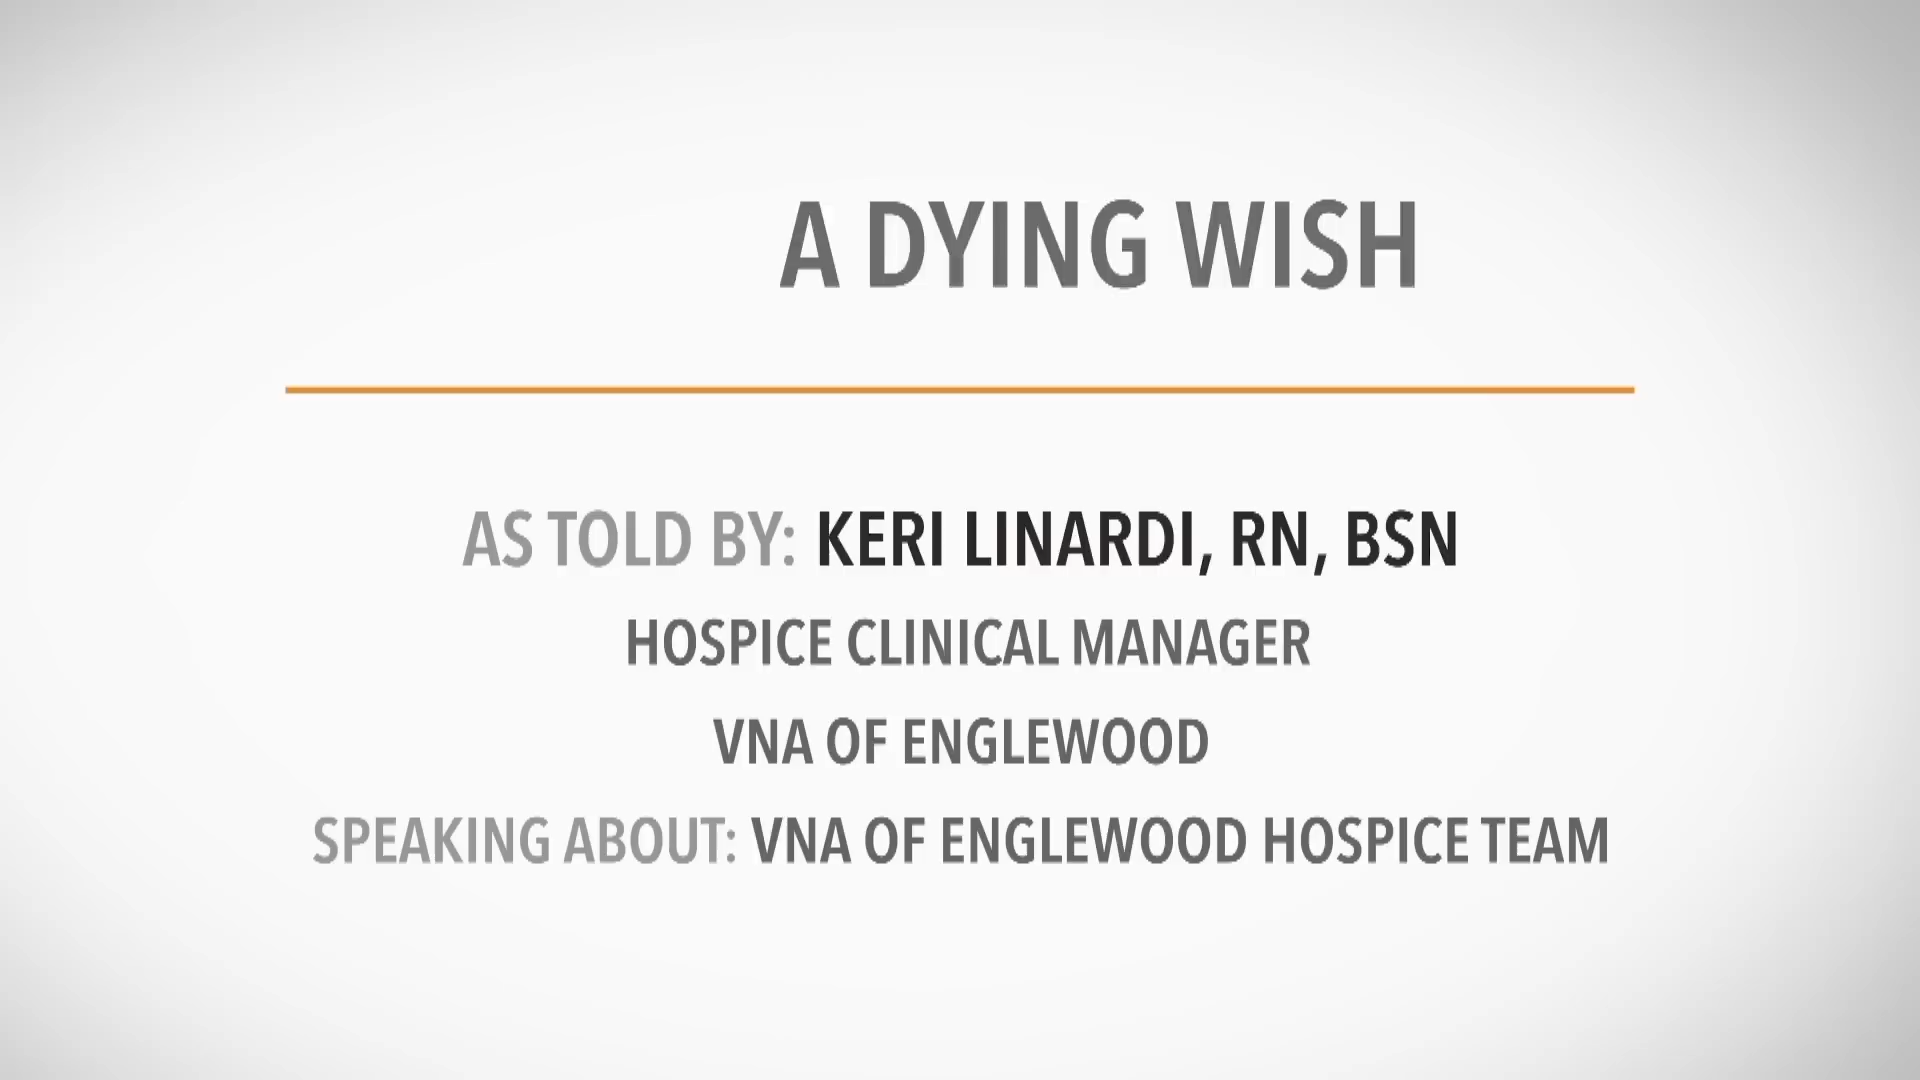 A DYING WISH
AS TOLD BY: KERI LINARDI, RN, BSN
HOSPICE CLINICAL MANAGER
VNA OF ENGLEWOOD
SPEAKING ABOUT: VNA OF ENGLEWOOD HOSPICE TEAM